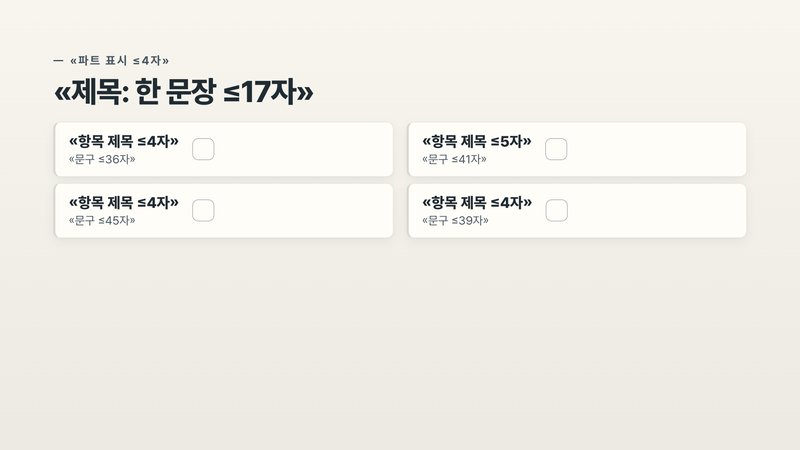 — «파트 표시 ≤4자»
«제목: 한 문장 ≤17자»
«항목 제목 ≤4자»
«문구 ≤36자»
«항목 제목 ≤5자»
«문구 ≤41자»
«항목 제목 ≤4자»
«문구 ≤45자»
«항목 제목 ≤4자»
«문구 ≤39자»